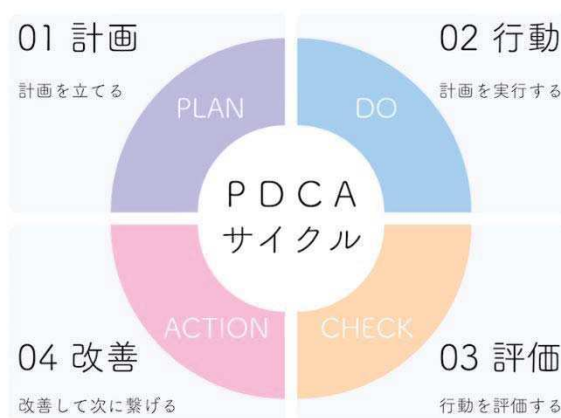 01 計画
計画を立てる
PLAN
02 行動
計画を実行する
DO
PDCA
サイクル
ACTION
04 改善
改善して次に繋げる
CHECK
03 評価
行動を評価する